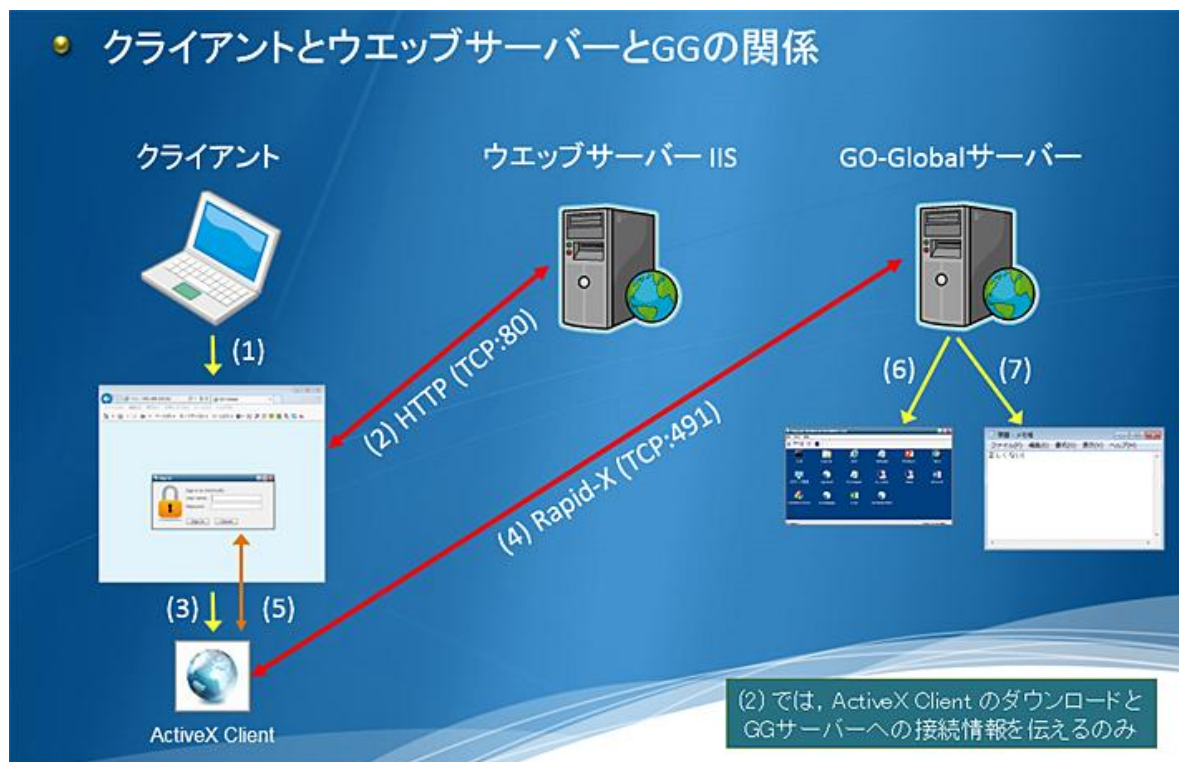 クライアントとウエッブサーバーとGGの関係
クライアント
ウエッブサーバー IIS
GO-Globalサーバー
(1)
(2) HTTP (TCP:80)
(4) Rapid-X (TCP:491)
(6)
(7)
(3)
(5)
ActiveX Client
(2) では, ActiveX Client のダウンロードと
GGサーバーへの接続情報を伝えるのみ